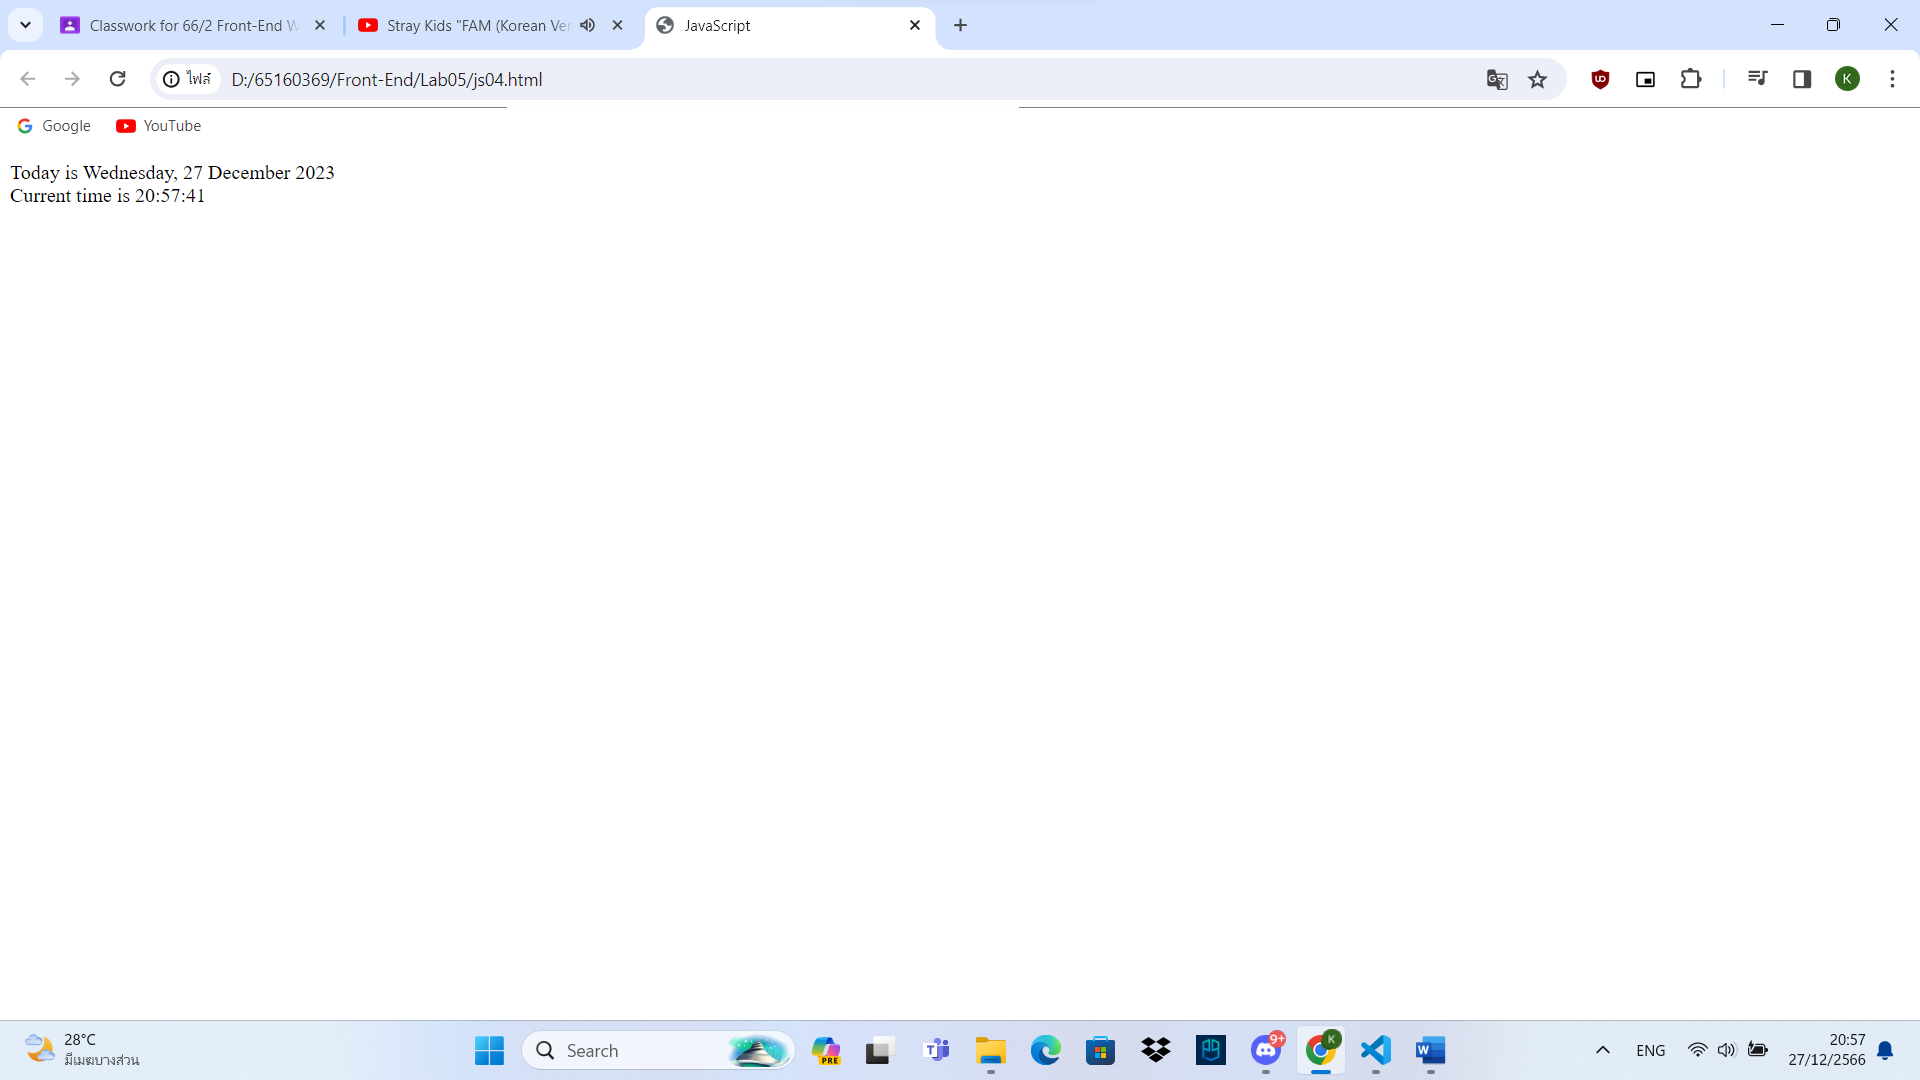 Classwork for 66/2 Front-End W
Stray Kids "FAM (Korean Ver
JavaScript
ไฟล์
D:/65160369/Front-End/Lab05/js04.html
K
Google
YouTube
Today is Wednesday, 27 December 2023
Current time is 20:57:41
28°C
มีเมฆบางส่วน
Search
PRE
9+
K
ENG
20:57
27/12/2566